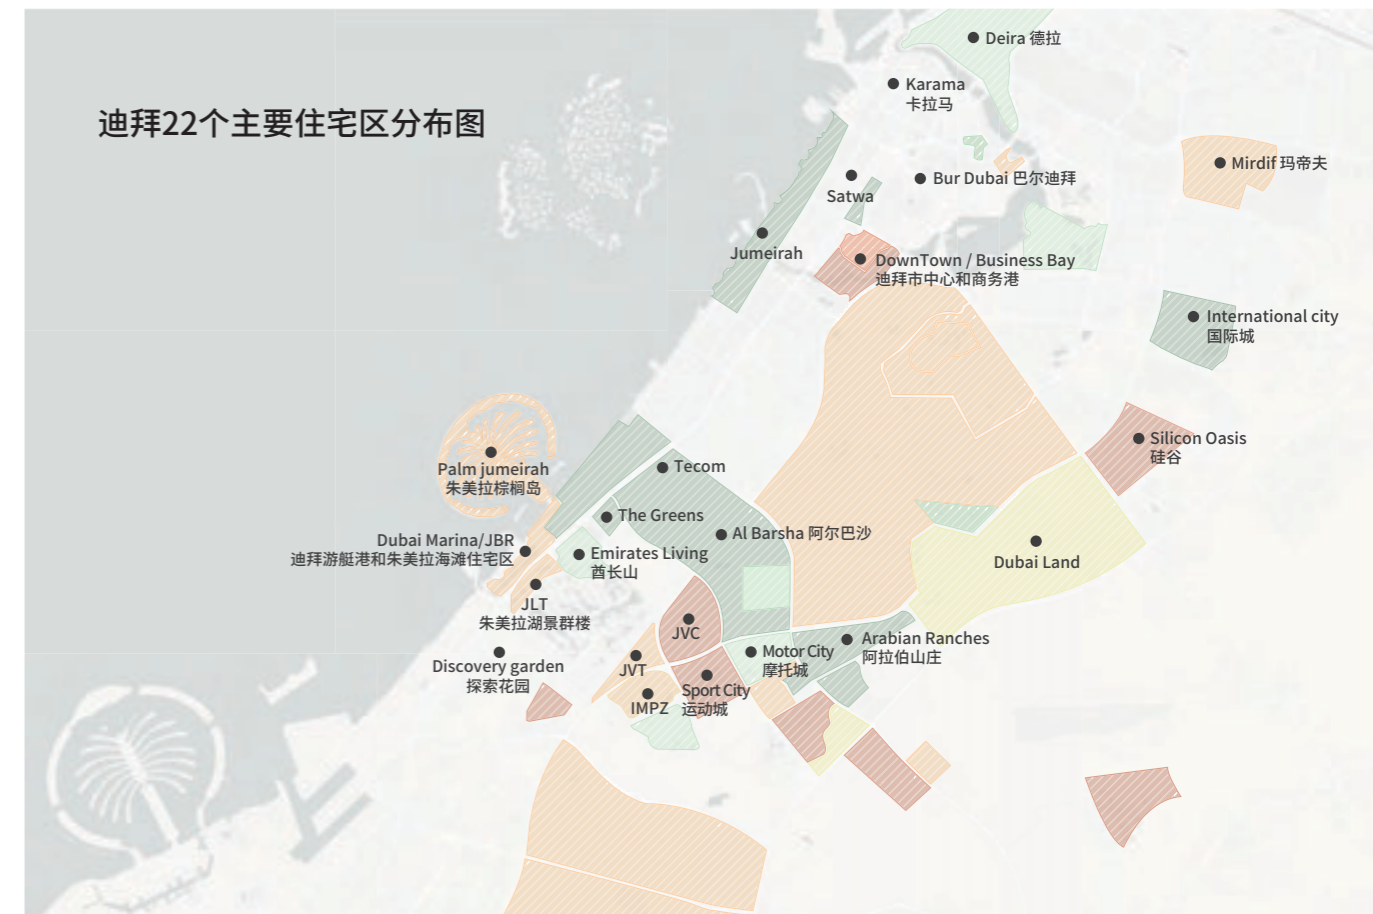 迪拜22个主要住宅区分布图
Deira 德拉
Karama
卡拉马
Mirdif 玛帝夫
Bur Dubai 巴尔迪拜
Satwa
Jumeirah
DownTown / Business Bay
迪拜市中心和商务港
International city
国际城
Silicon Oasis
硅谷
Palm jumeirah
朱美拉棕榈岛
Tecom
The Greens
Al Barsha 阿尔巴沙
Dubai Marina/JBR
迪拜游艇港和朱美拉海滩住宅区
Emirates Living
酋长山
Dubai Land
JLT
朱美拉湖景群楼
JVC
Arabian Ranches
阿拉伯山庄
Motor City
摩托城
Discovery garden
探索花园
JVT
Sport City
运动城
IMPZ